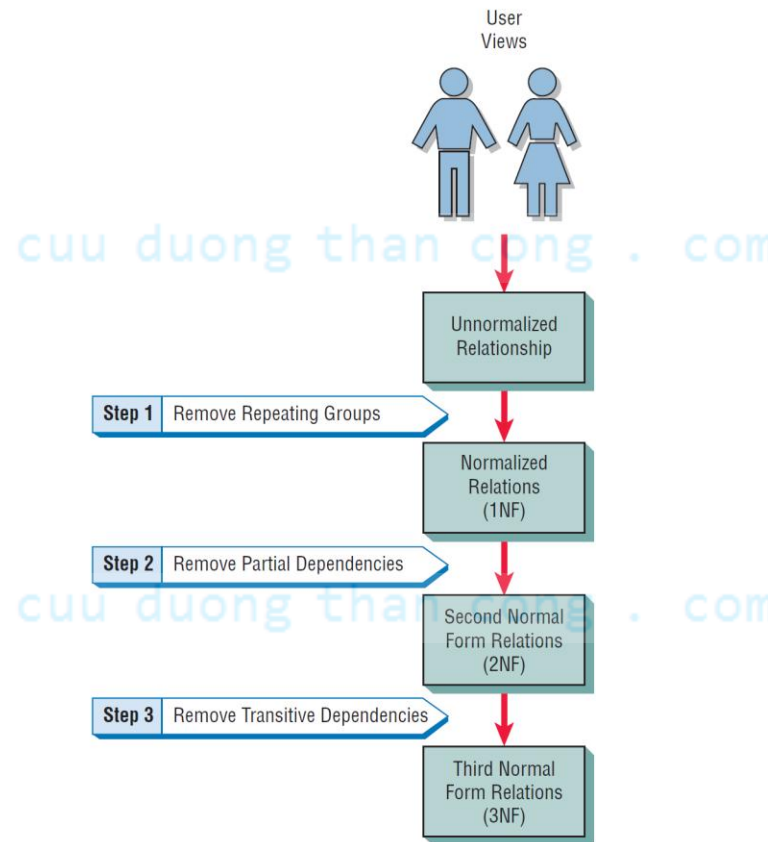 User
Views
cuu duong than cong . com
Unnormalized
Relationship
Step 1 Remove Repeating Groups
Normalized
Relations
(1NF)
Step 2 Remove Partial Dependencies
cuu duong than cong . com
Second Normal
Form Relations
(2NF)
Step 3 Remove Transitive Dependencies
Third Normal
Form Relations
(3NF)